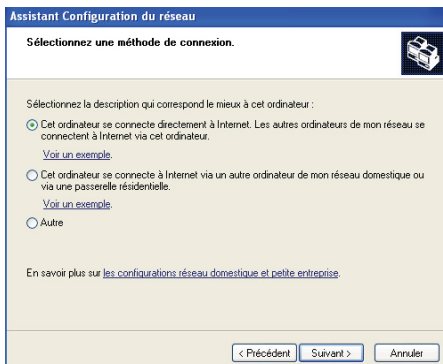 Assistant Configuration du réseau
Sélectionnez une méthode de connexion.
Sélectionnez la description qui correspond le mieux à cet ordinateur :
Cet ordinateur se connecte directement à Internet. Les autres ordinateurs de mon réseau se
connectent à Internet via cet ordinateur.
Voir un exemple.
Cet ordinateur se connecte à Internet via un autre ordinateur de mon réseau domestique ou
via une passerelle résidentielle.
Voir un exemple.
Autre
En savoir plus sur les configurations réseau domestique et petite entreprise.
< Précédent Suivant > Annuler